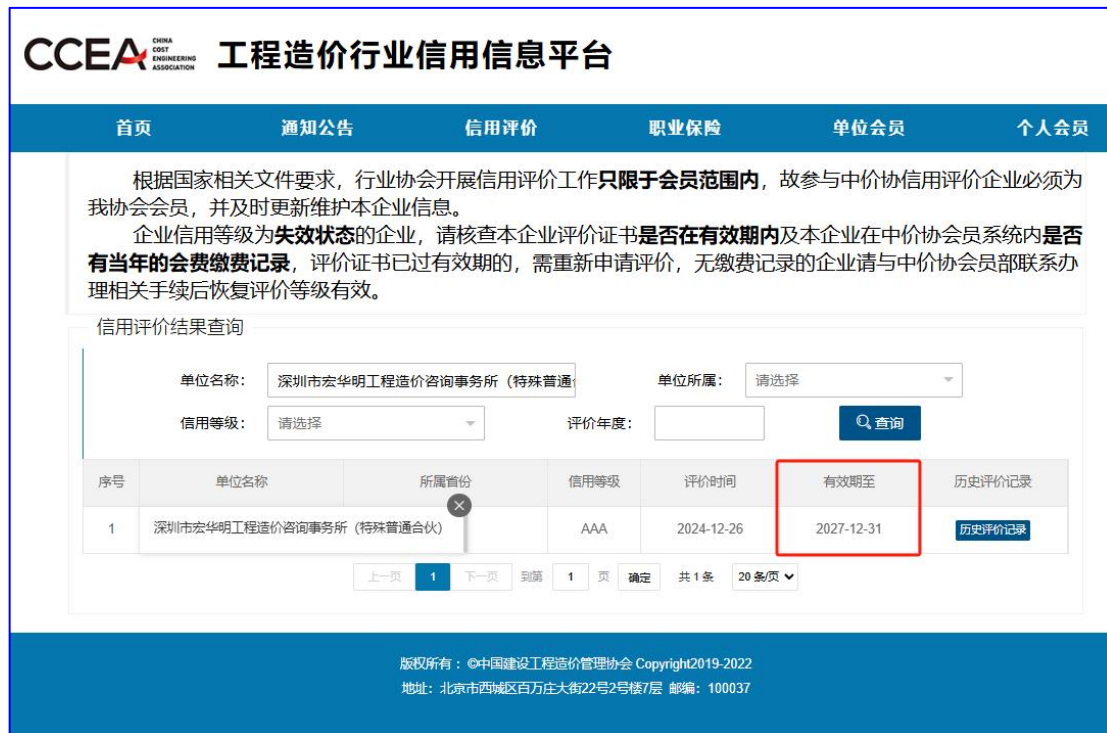 CCEA CHINA COST ENGINEERING ASSOCIATION 工程造价行业信用信息平台
首页 通知公告 信用评价 职业保险 单位会员 个人会员
根据国家相关文件要求，行业协会开展信用评价工作只限于会员范围内，故参与中价协信用评价企业必须为
我协会会员，并及时更新维护本企业信息。
企业信用等级为失效状态的企业，请核查本企业评价证书是否在有效期内及本企业在中价协会员系统内是否
有当年的会费缴费记录，评价证书已过有效期的，需重新申请评价，无缴费记录的企业请与中价协会员部联系办
理相关手续后恢复评价等级有效。
信用评价结果查询
单位名称： 深圳市宏华明工程造价咨询事务所（特殊普通 单位所属： 请选择
信用等级： 请选择 评价年度： 查询
序号 单位名称 所属省份 信用等级 评价时间 有效期至 历史评价记录
1 深圳市宏华明工程造价咨询事务所（特殊普通合伙） AAA 2024-12-26 2027-12-31 历史评价记录
上一页 1 下一页 到第 1 页 确定 共 1 条 20 条/页
版权所有：©中国建设工程造价管理协会 Copyright2019-2022
地址：北京市西城区百万庄大街22号2号楼7层 邮编：100037